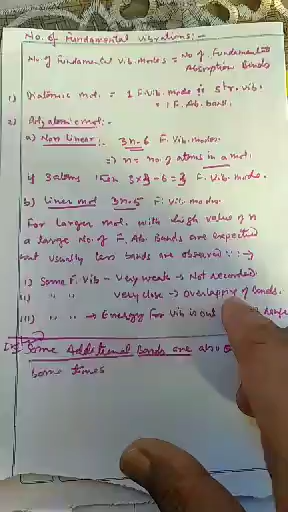 No. of Fundamental Vibrations:-
No. of Fundamental Vib. modes = No of Fundamental
Absorption Bands
1) Diatomic mol. = 1 F. Vib. mode is str. vib.
= 1 F. Ab. band.
2) Polyatomic mol:-
a) Non linear:- 3n-6 F. Vib. modes.
=> n = no. of atoms in a mol.
if 3 atoms 3x3-6=3 F. Vib. mode.
b) linear mol 3n-5 F. Vib. modes
For larger mol. with high value of n
a large No. of F. Ab. Bands are expected
but usually less bands are observed ∵ :→
i) Some F. Vib - Very weak → Not recorded
ii) " " very close → overlapping of bands.
iii) " " → Energy for Vib is out range
Some Additional Bands are also
Some times